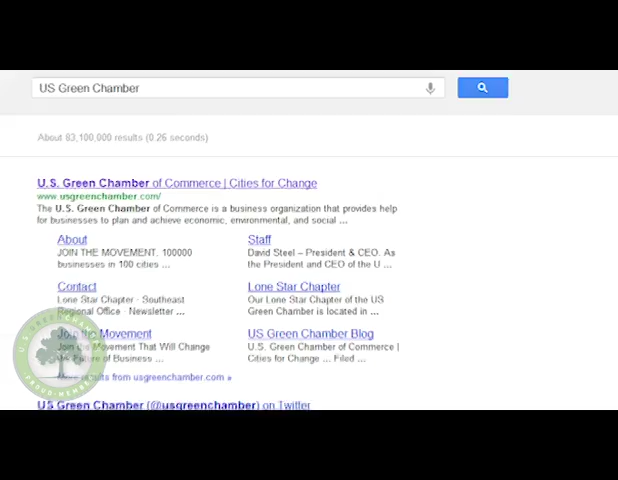 US Green Chamber
About 83,100,000 results (0.26 seconds)
U.S. Green Chamber of Commerce | Cities for Change
www.usgreenchamber.com/
The U.S. Green Chamber of Commerce is a business organization that provides help
for businesses to plan and achieve economic, environmental, and social ...
About
JOIN THE MOVEMENT. 100000
businesses in 100 cities ...
Staff
David Steel – President & CEO. As
the President and CEO of the U ...
Contact
Lone Star Chapter · Southeast
Regional Office · Newsletter ...
Lone Star Chapter
Our Lone Star Chapter of the US
Green Chamber is located in ...
Join the Movement
Join the Movement That Will Change
the Future of Business ...
US Green Chamber Blog
U.S. Green Chamber of Commerce |
Cities for Change ... Filed ...
More results from usgreenchamber.com »
US Green Chamber (@usgreenchamber) on Twitter
U.S. GREEN CHAMBER
PROUD MEMBER